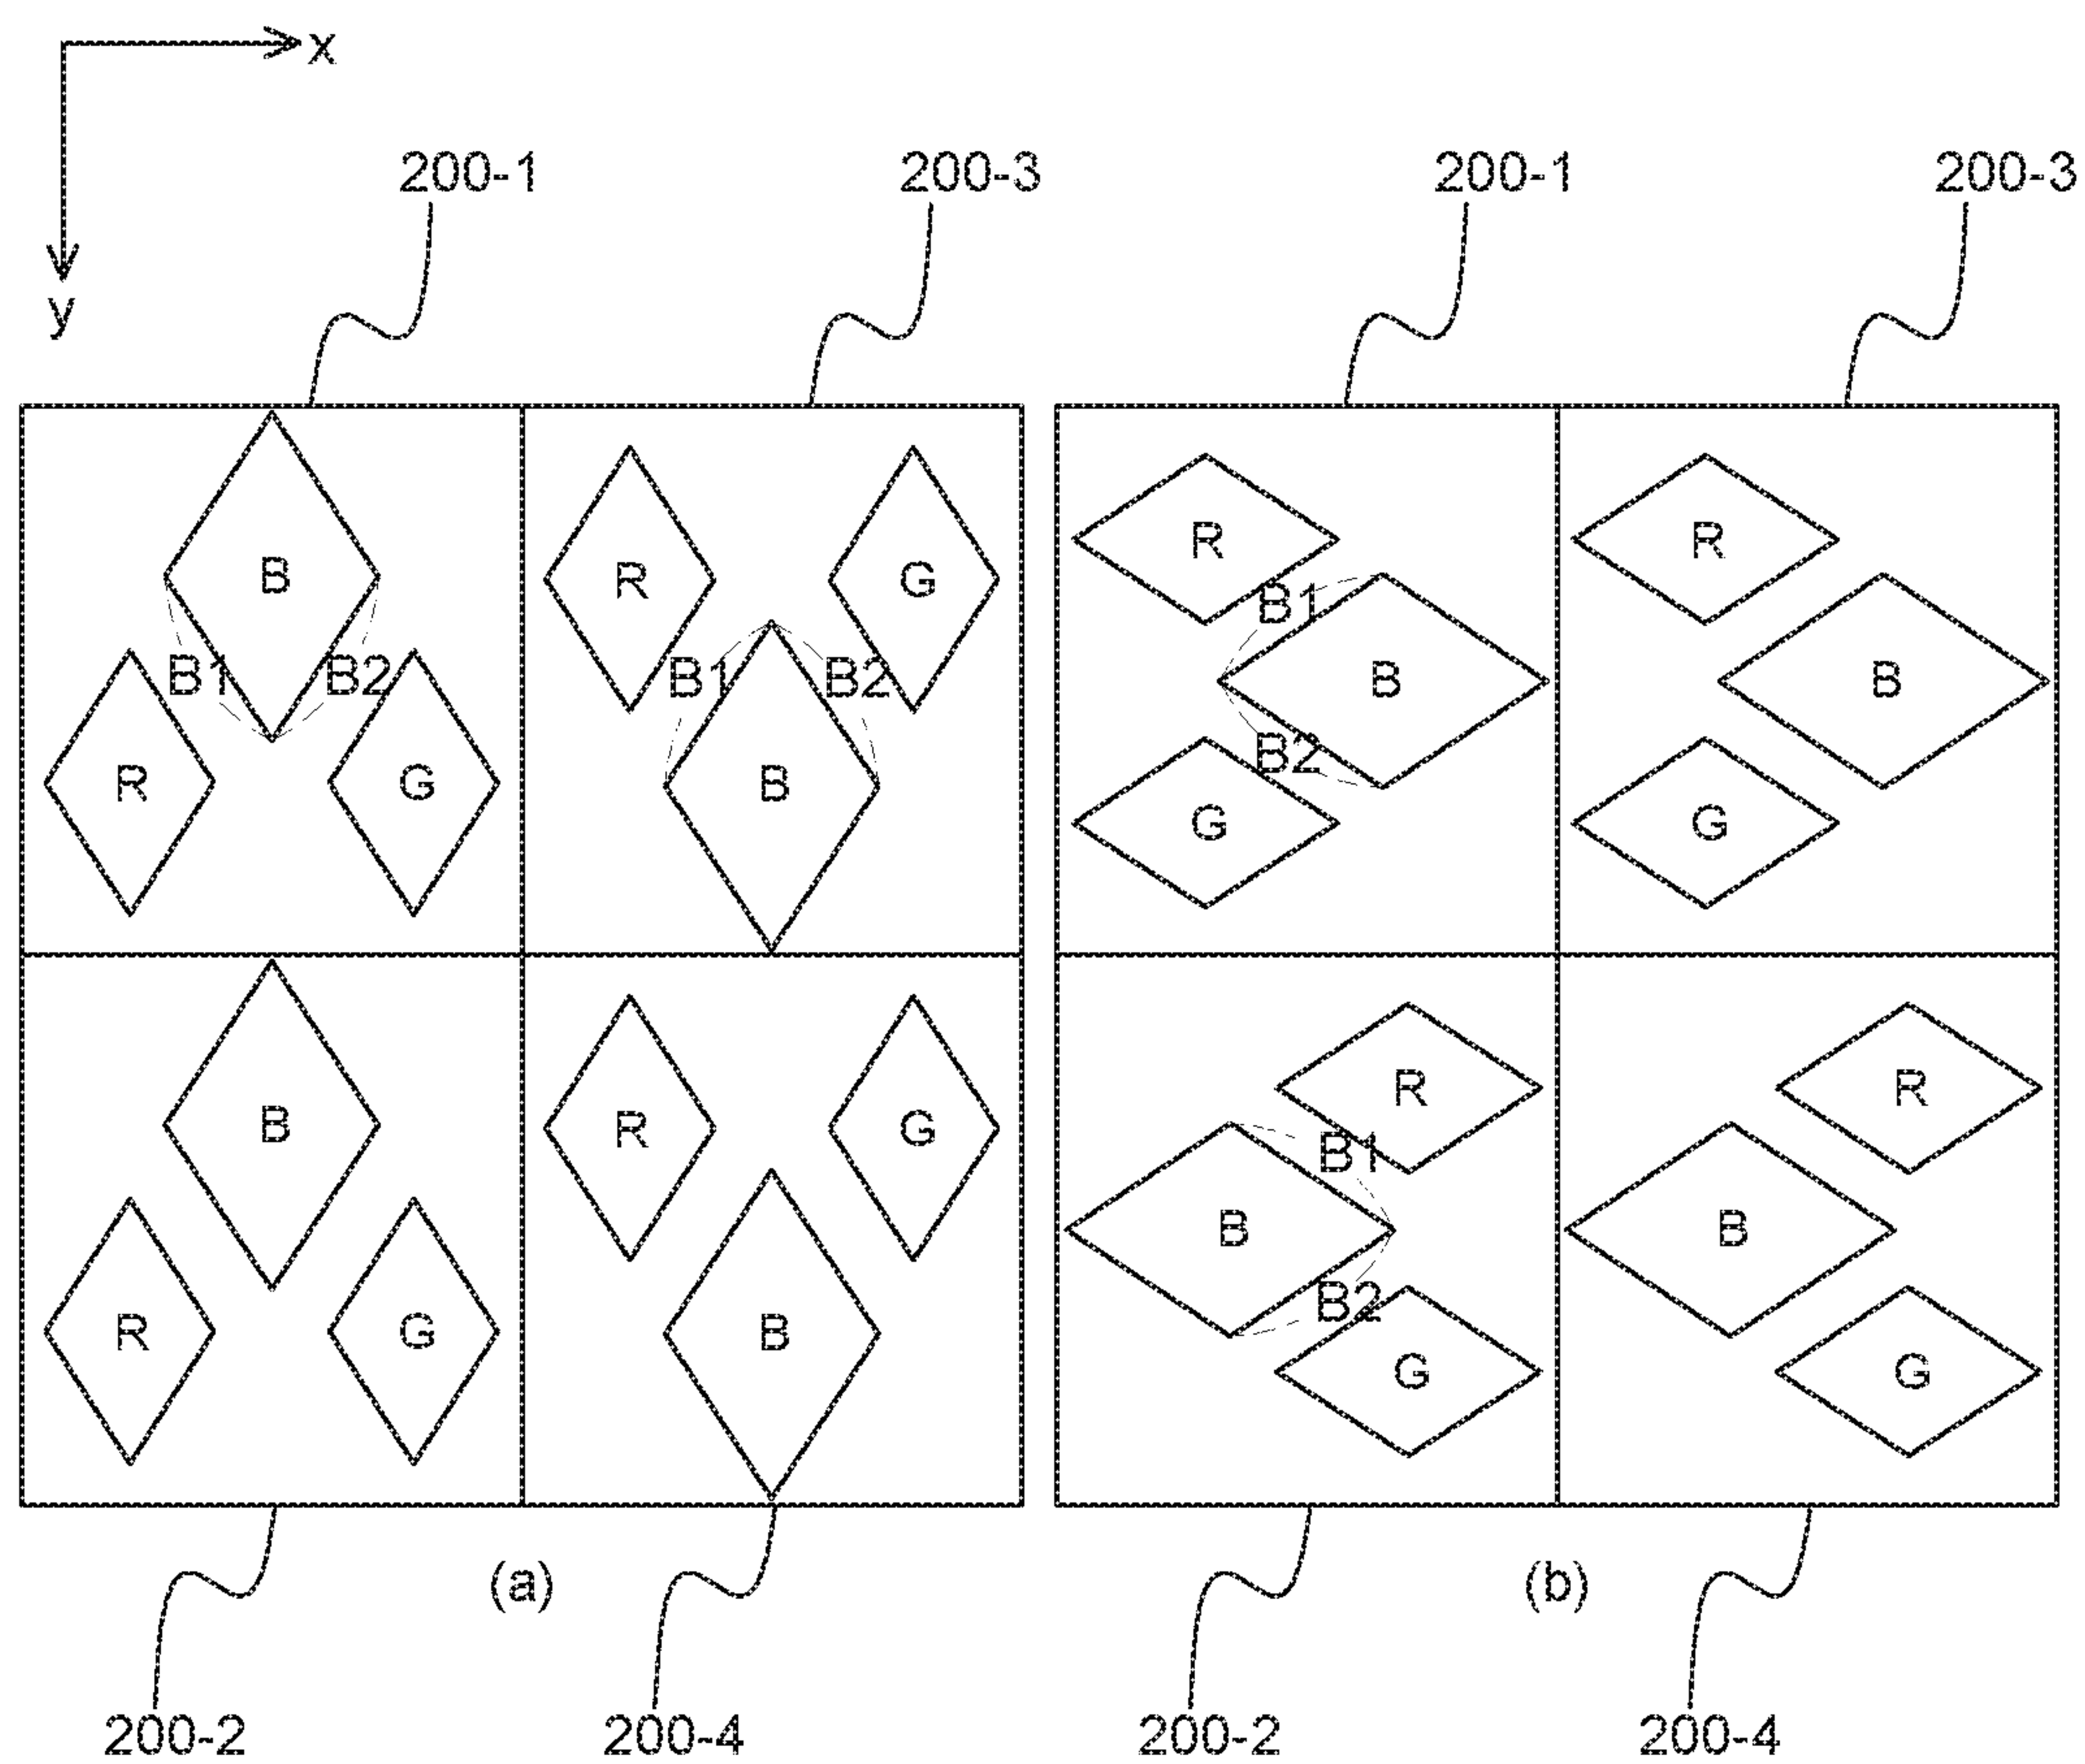 x
y
200-1 200-3 200-1 200-3
R R
B R G
B1 B2 B1 B2 B1 B B
B2
R G B G G
R R
B R G B1
B B
B2
R G B G G
(a) (b)
200-2 200-4 200-2 200-4